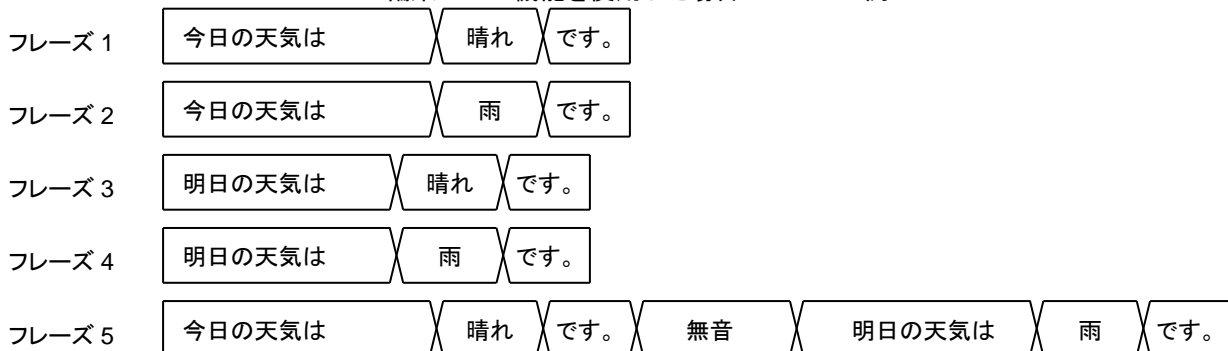 フレーズ 1 今日の天気は 晴れ です。
フレーズ 2 今日の天気は 雨 です。
フレーズ 3 明日の天気は 晴れ です。
フレーズ 4 明日の天気は 雨 です。
フレーズ 5 今日の天気は 晴れ です。 無音 明日の天気は 雨 です。